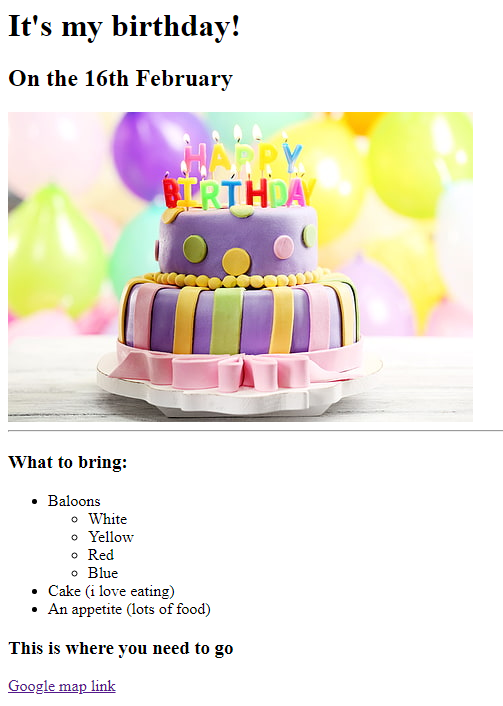 It's my birthday!
On the 16th February
HAPPY
BIRTHDAY
What to bring:
Baloons
White
Yellow
Red
Blue
Cake (i love eating)
An appetite (lots of food)
This is where you need to go
Google map link